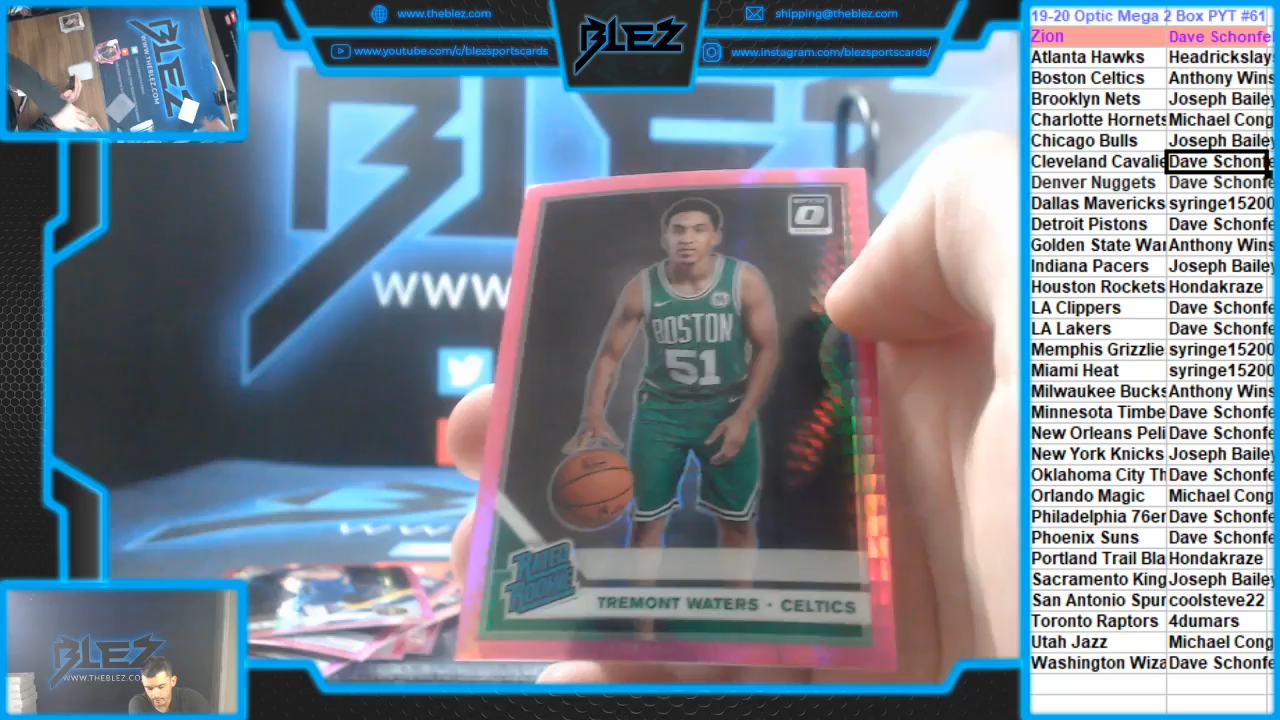 www.theblez.com
www.youtube.com/c/blezsportscards
BLEZ
shipping@theblez.com
www.instagram.com/blezsportscards/
BLEZ
WWW.THEBLEZ.COM
BLEZ
WWW
OPTIC
BOSTON
51
RATED
ROOKIE
TREMONT WATERS · CELTICS
BLEZ
WWW.THEBLEZ.COM
19-20 Optic Mega 2 Box PYT #61
Zion Dave Schonfe
Atlanta Hawks Headrickslay
Boston Celtics Anthony Wins
Brooklyn Nets Joseph Bailey
Charlotte Hornets Michael Cong
Chicago Bulls Joseph Bailey
Cleveland Cavalie Dave Schonfe
Denver Nuggets Dave Schonfe
Dallas Mavericks syringe15200
Detroit Pistons Dave Schonfe
Golden State War Anthony Wins
Indiana Pacers Joseph Bailey
Houston Rockets Hondakraze
LA Clippers Dave Schonfe
LA Lakers Dave Schonfe
Memphis Grizzlie syringe15200
Miami Heat syringe15200
Milwaukee Bucks Anthony Wins
Minnesota Timbe Dave Schonfe
New Orleans Peli Dave Schonfe
New York Knicks Joseph Bailey
Oklahoma City Th Dave Schonfe
Orlando Magic Michael Cong
Philadelphia 76er Dave Schonfe
Phoenix Suns Dave Schonfe
Portland Trail Bla Hondakraze
Sacramento King Joseph Bailey
San Antonio Spur coolsteve22
Toronto Raptors 4dumars
Utah Jazz Michael Cong
Washington Wiza Dave Schonfe